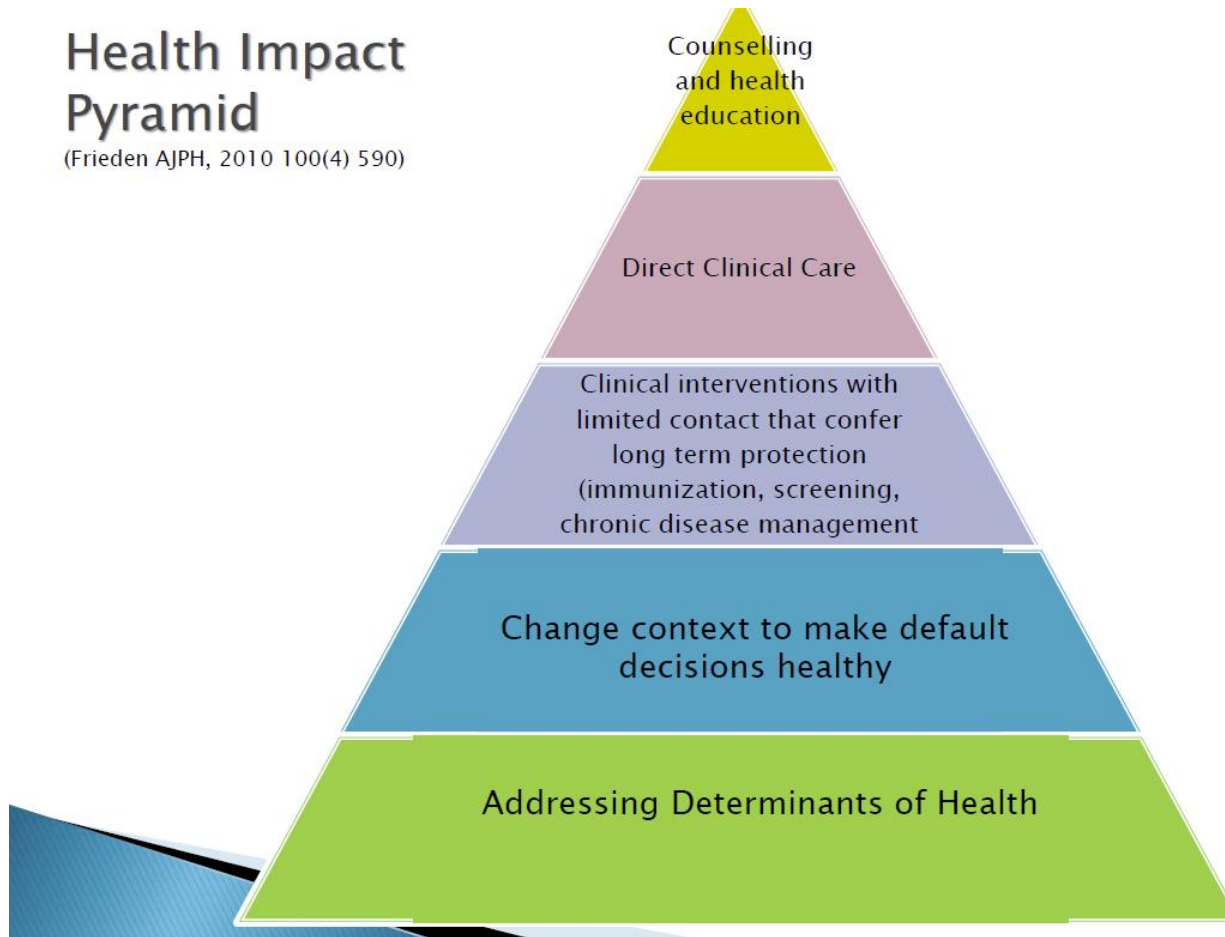 Health Impact
Pyramid
(Frieden AJPH, 2010 100(4) 590)
Counselling
and health
education
Direct Clinical Care
Clinical interventions with
limited contact that confer
long term protection
(immunization, screening,
chronic disease management
Change context to make default
decisions healthy
Addressing Determinants of Health